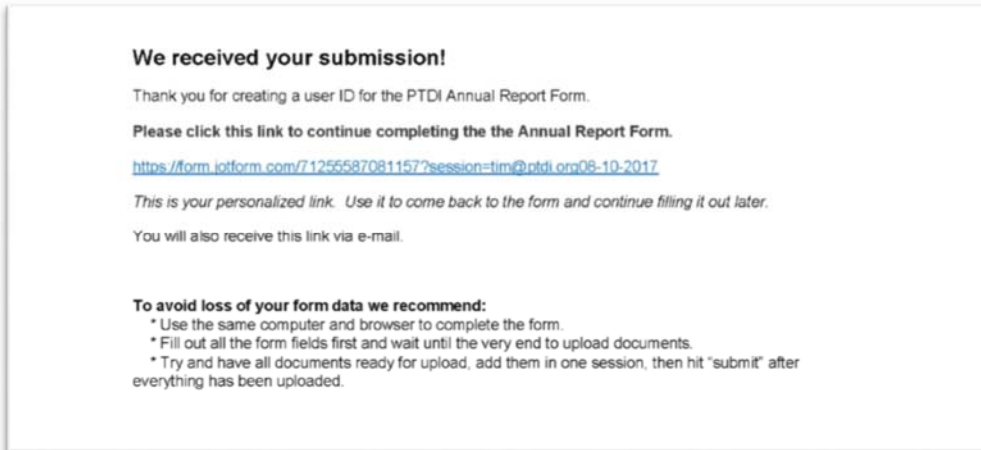 We received your submission!
Thank you for creating a user ID for the PTDI Annual Report Form.
Please click this link to continue completing the the Annual Report Form.
https://form.jotform.com/71255587081157?session=tim@ptdi.org08-10-2017
This is your personalized link.  Use it to come back to the form and continue filling it out later.
You will also receive this link via e-mail.
To avoid loss of your form data we recommend:
* Use the same computer and browser to complete the form.
* Fill out all the form fields first and wait until the very end to upload documents.
* Try and have all documents ready for upload, add them in one session, then hit "submit" after
everything has been uploaded.